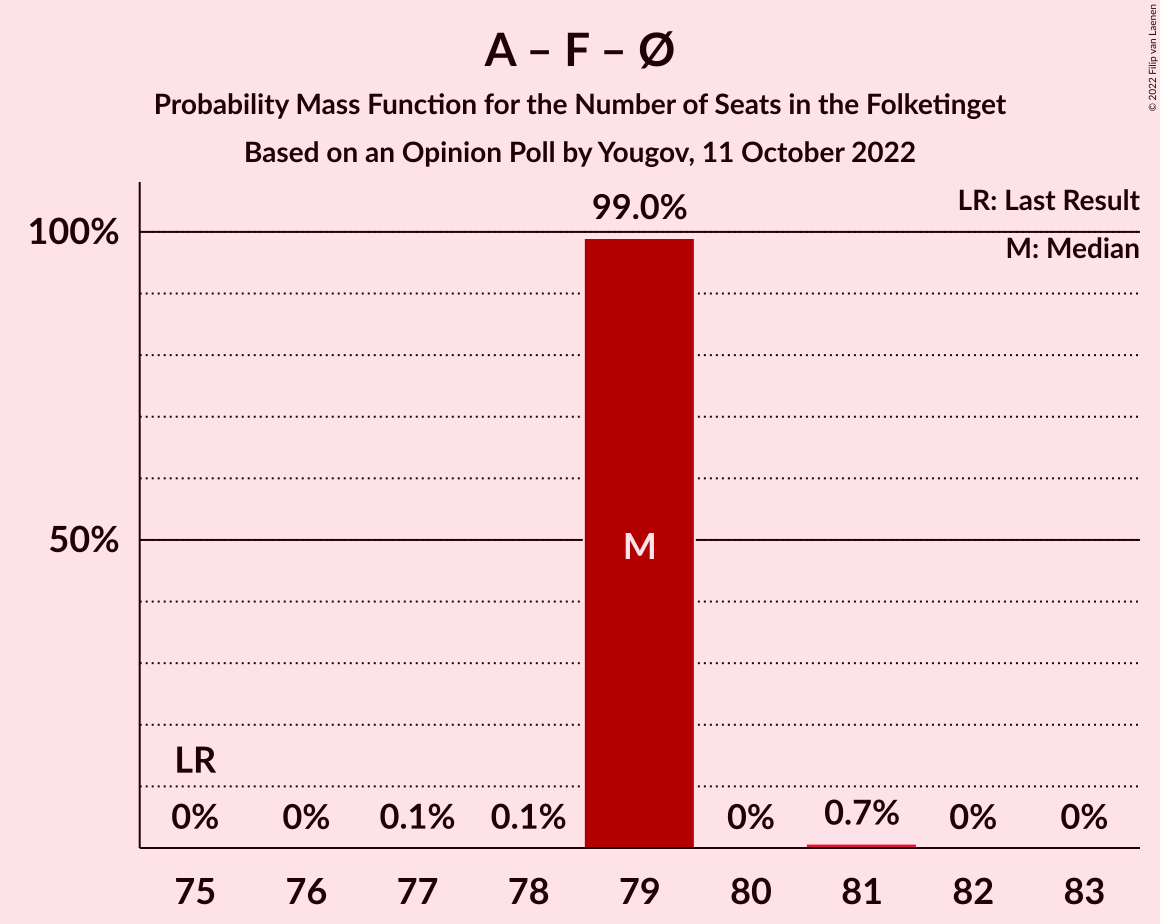 A – F – Ø
Probability Mass Function for the Number of Seats in the Folketinget
Based on an Opinion Poll by Yougov, 11 October 2022
© 2022 Filip van Laenen
LR: Last Result
M: Median
100%
50%
99.0%
M
LR
0% 0% 0.1% 0.1% 0% 0.7% 0% 0%
75 76 77 78 79 80 81 82 83